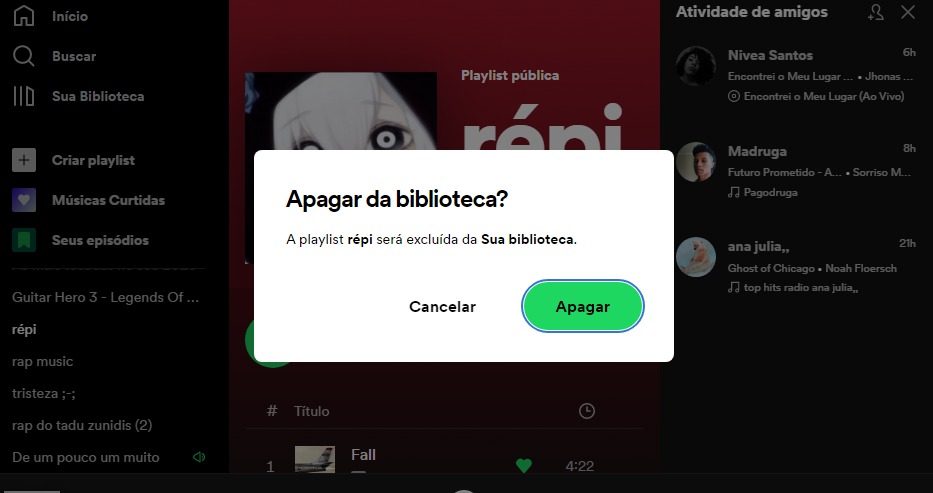 Início
Buscar
Sua Biblioteca
Criar playlist
Músicas Curtidas
Seus episódios
Guitar Hero 3 - Legends Of ...
répi
rap music
tristeza ;-;
rap do tadu zunidis (2)
De um pouco um muito
Playlist pública
répi
Apagar da biblioteca?
A playlist répi será excluída da Sua biblioteca.
Cancelar
Apagar
# Título
1 Fall 4:22
Atividade de amigos
Nívea Santos 6h
Encontrei o Meu Lugar ... • Jhonas ...
Encontrei o Meu Lugar (Ao Vivo)
Madruga 8h
Futuro Prometido - A... • Sorriso M...
Pagodruga
ana julia,, 21h
Ghost of Chicago • Noah Floersch
top hits radio ana julia,,